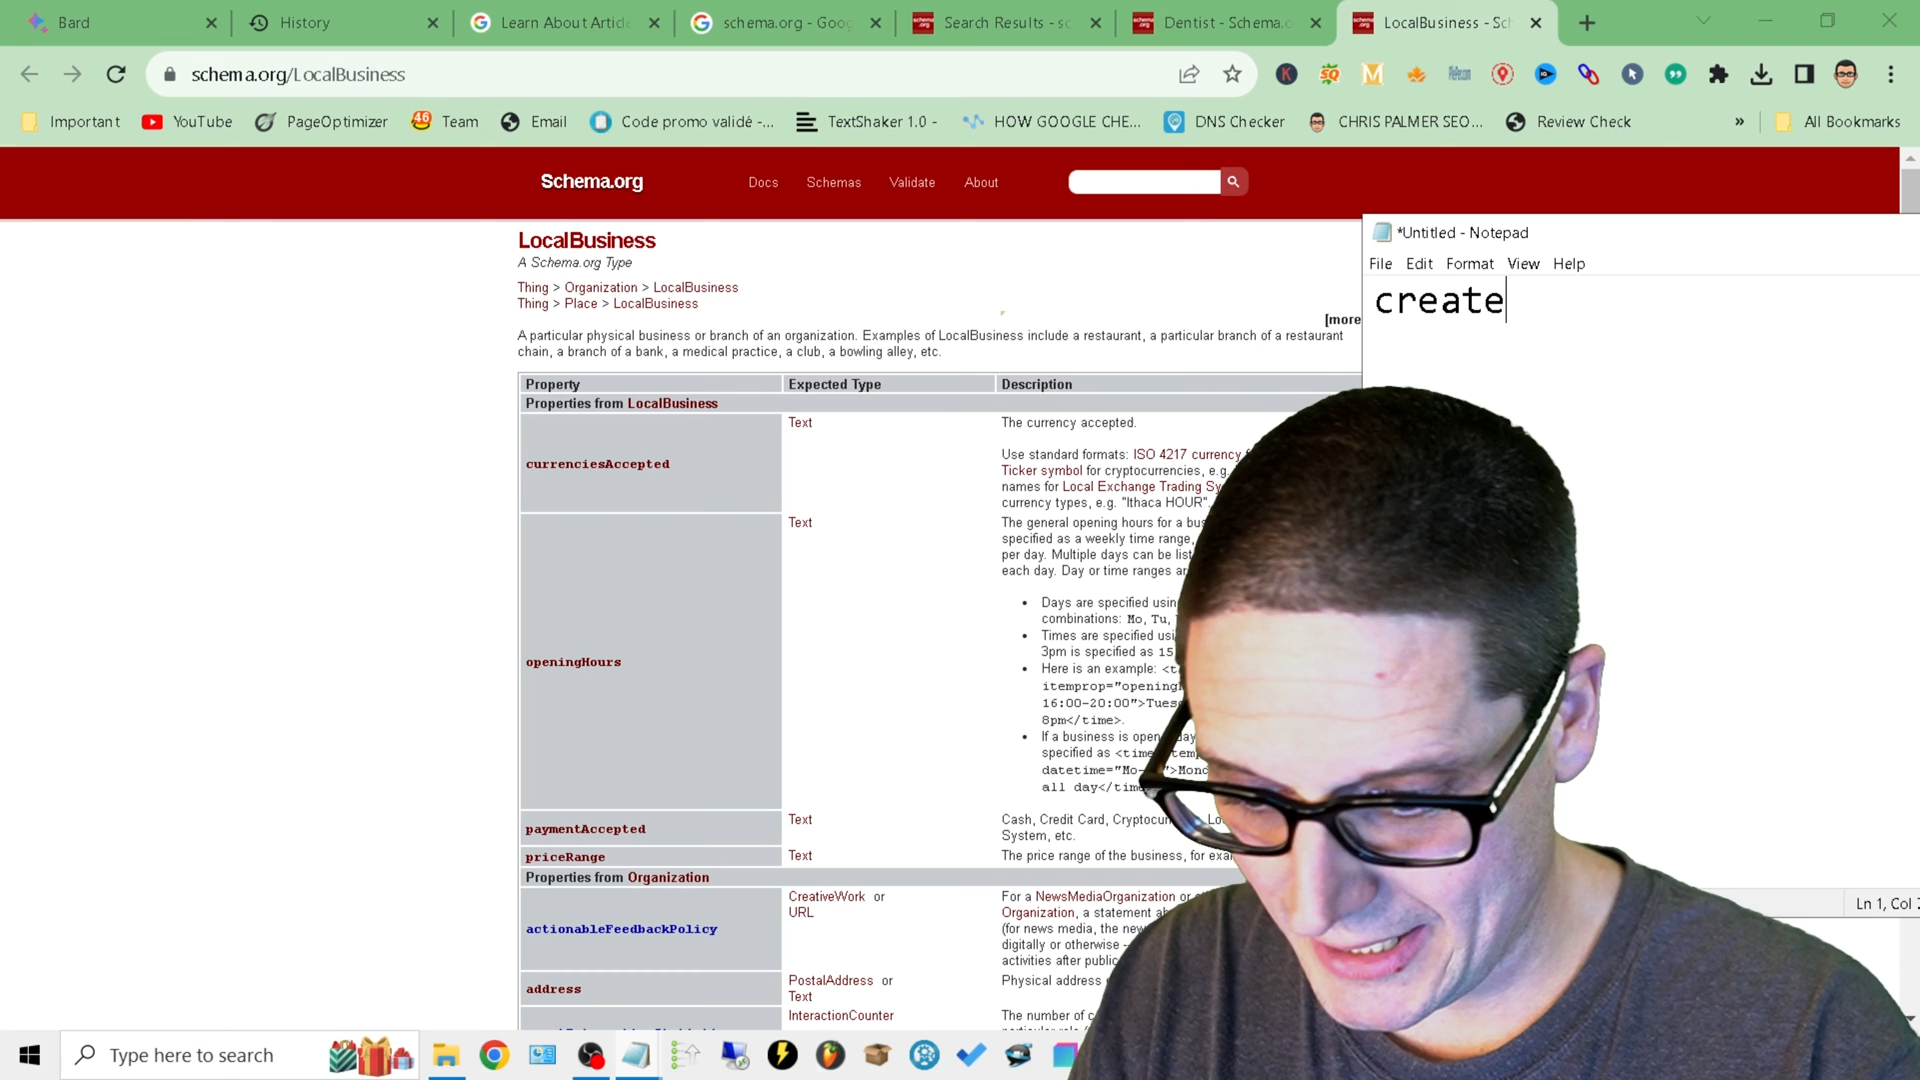 Bard
History
Learn About Article
schema.org - Goog
Search Results - sc
Dentist - Schema.o
LocalBusiness - Sch
schema.org/LocalBusiness
Important
YouTube
PageOptimizer
46
Team
Email
Code promo validé -...
TextShaker 1.0 -
HOW GOOGLE CHE...
DNS Checker
CHRIS PALMER SEO...
Review Check
»
All Bookmarks
Schema.org
Docs
Schemas
Validate
About
LocalBusiness
A Schema.org Type
Thing > Organization > LocalBusiness
Thing > Place > LocalBusiness
[more
A particular physical business or branch of an organization. Examples of LocalBusiness include a restaurant, a particular branch of a restaurant
chain, a branch of a bank, a medical practice, a club, a bowling alley, etc.
Property Expected Type Description
Properties from LocalBusiness
currenciesAccepted
Text
The currency accepted.
Use standard formats: ISO 4217 currency f
Ticker symbol for cryptocurrencies, e.g.
names for Local Exchange Trading Sy
currency types, e.g. "Ithaca HOUR".
openingHours
Text
The general opening hours for a bus
specified as a weekly time range,
per day. Multiple days can be list
each day. Day or time ranges ar
• Days are specified usin
combinations: Mo, Tu,
• Times are specified usi
3pm is specified as 15
• Here is an example: <t
itemprop="openingH
16:00-20:00">Tues
8pm</time>.
• If a business is open
specified as <time
datetime="Mo- ">Mond
all day</tim
paymentAccepted
Text
Cash, Credit Card, Cryptocur Lo
System, etc.
priceRange
Text
The price range of the business, for exa
Properties from Organization
actionableFeedbackPolicy
CreativeWork or
URL
For a NewsMediaOrganization or
Organization, a statement ab
(for news media, the new
digitally or otherwise --
activities after public
address
PostalAddress or
Text
Physical address
InteractionCounter
The number of c
*Untitled - Notepad
File Edit Format View Help
create
Ln 1, Col
Type here to search